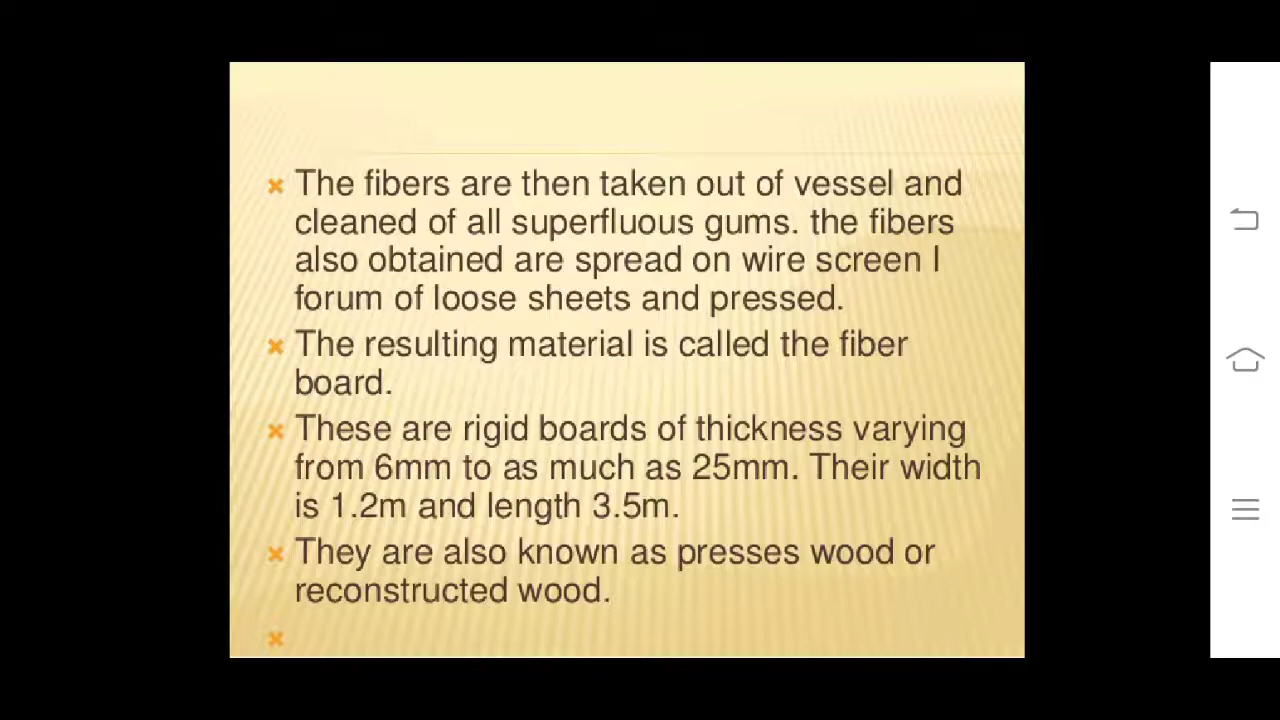 The fibers are then taken out of vessel and
cleaned of all superfluous gums. the fibers
also obtained are spread on wire screen I
forum of loose sheets and pressed.
The resulting material is called the fiber
board.
These are rigid boards of thickness varying
from 6mm to as much as 25mm. Their width
is 1.2m and length 3.5m.
They are also known as presses wood or
reconstructed wood.